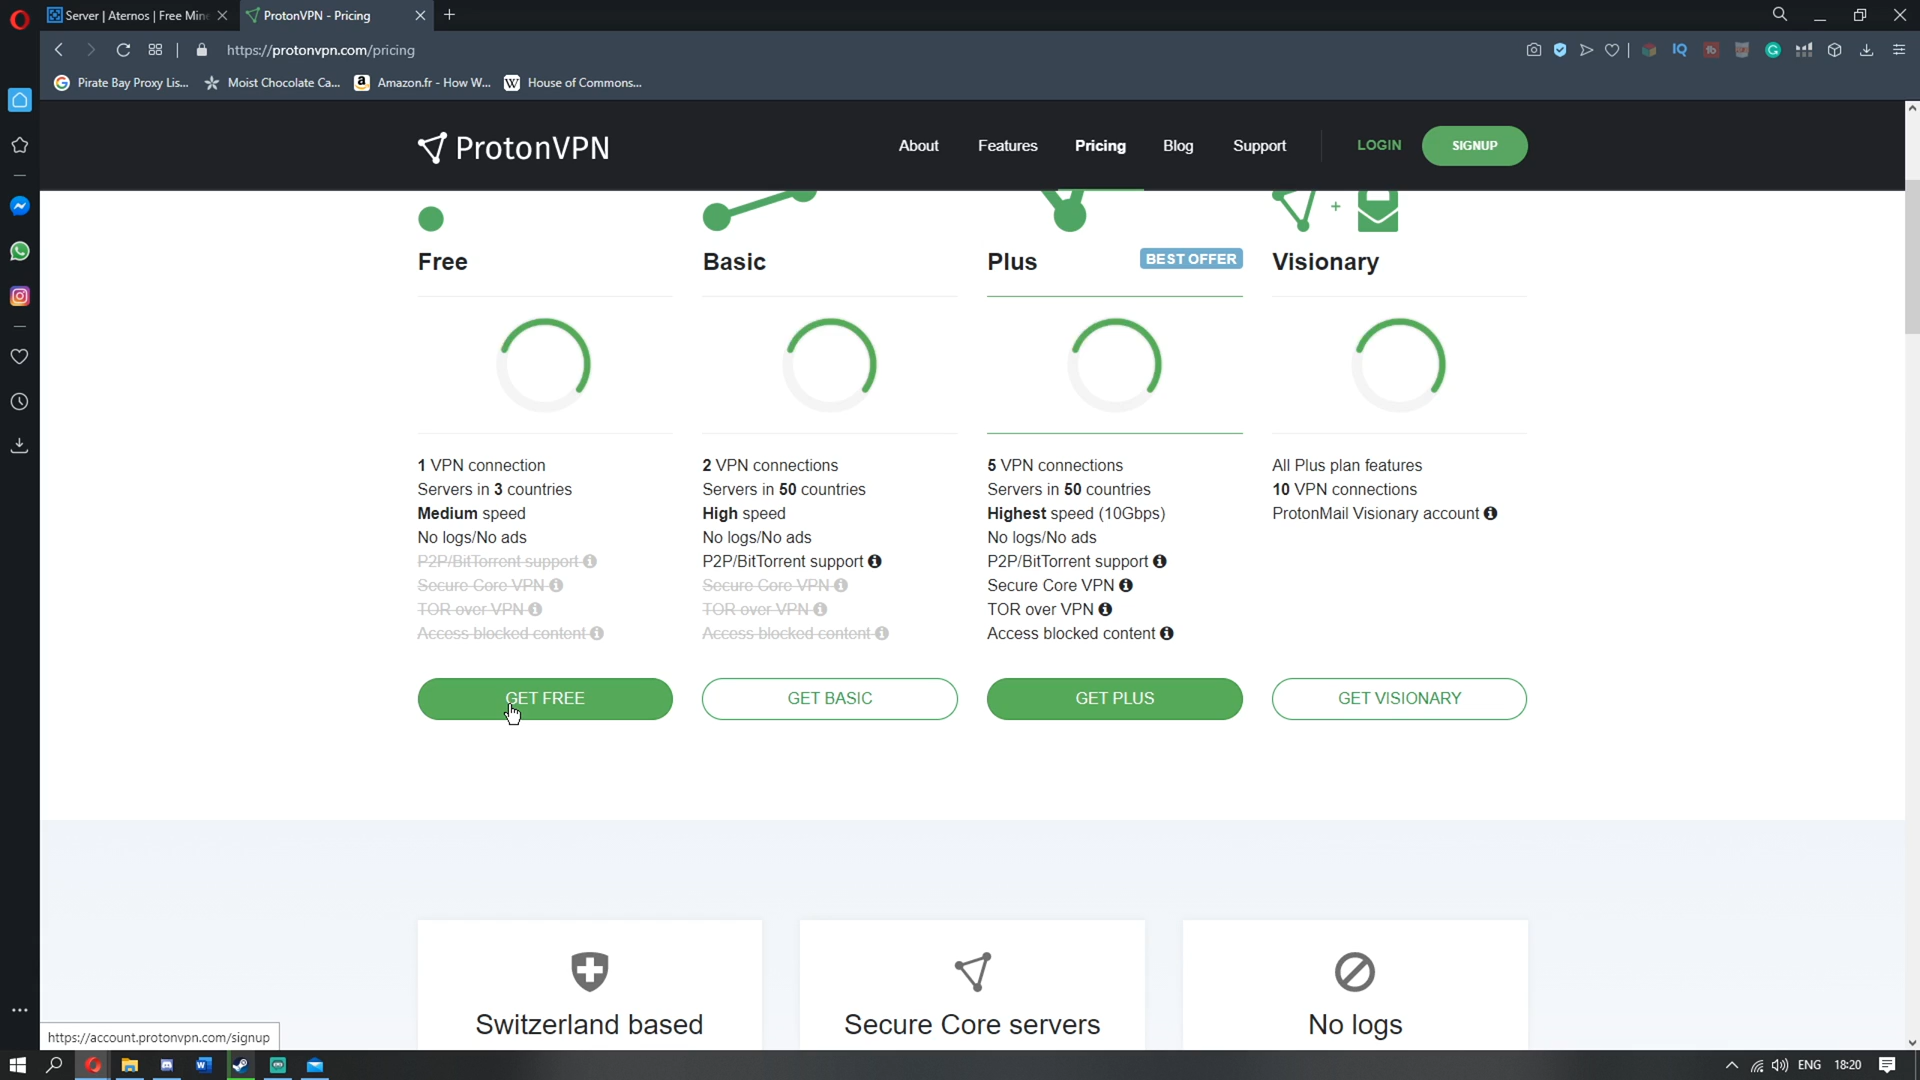 Server | Aternos | Free Mine
ProtonVPN - Pricing
https://protonvpn.com/pricing
IQ
Pirate Bay Proxy Lis...
Moist Chocolate Ca...
Amazon.fr - How W...
House of Commons...
ProtonVPN
About
Features
Pricing
Blog
Support
LOGIN
SIGNUP
Free
Basic
Plus
BEST OFFER
Visionary
1 VPN connection
Servers in 3 countries
Medium speed
No logs/No ads
P2P/BitTorrent support
Secure Core VPN
TOR over VPN
Access blocked content
2 VPN connections
Servers in 50 countries
High speed
No logs/No ads
P2P/BitTorrent support
Secure Core VPN
TOR over VPN
Access blocked content
5 VPN connections
Servers in 50 countries
Highest speed (10Gbps)
No logs/No ads
P2P/BitTorrent support
Secure Core VPN
TOR over VPN
Access blocked content
All Plus plan features
10 VPN connections
ProtonMail Visionary account
GET FREE
GET BASIC
GET PLUS
GET VISIONARY
Switzerland based
Secure Core servers
No logs
https://account.protonvpn.com/signup
ENG
18:20